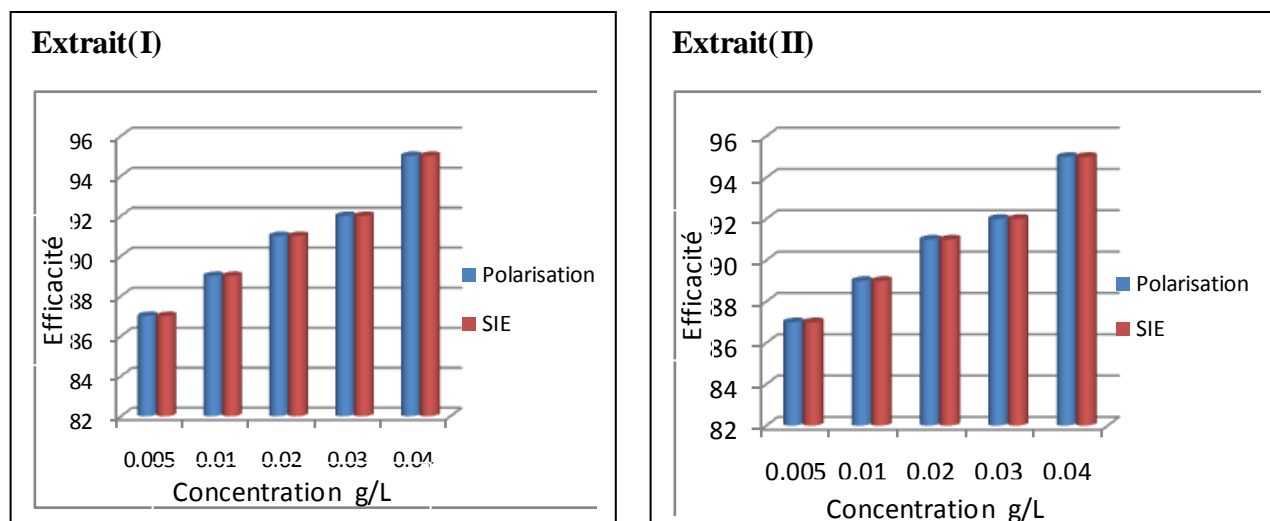 Extrait(I)
96
94
92
90
88
86
84
82
Efficacité
0.005 0.01 0.02 0.03 0.04
Concentration g/L
Polarisation
SIE
Extrait(II)
96
94
92
90
88
86
84
82
Efficacité
0.005 0.01 0.02 0.03 0.04
Concentration g/L
Polarisation
SIE